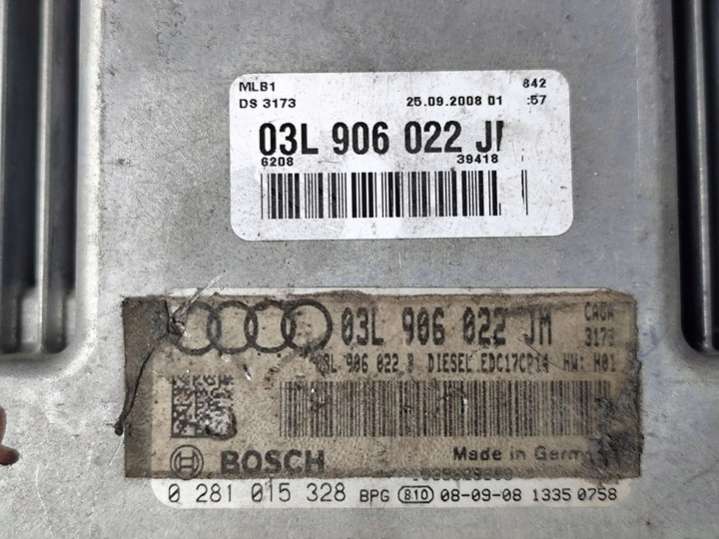 MLB1 842
DS 3173 25.09.2008 01 :57
03L 906 022 J
6208 39418
03L 906 022 JM CAGA
3173
03L 906 022 B DIESEL EDC17CP14 HW: H01
BOSCH Made in Germ
0 281 015 328 BPG 810 08-09-08 1335 0758